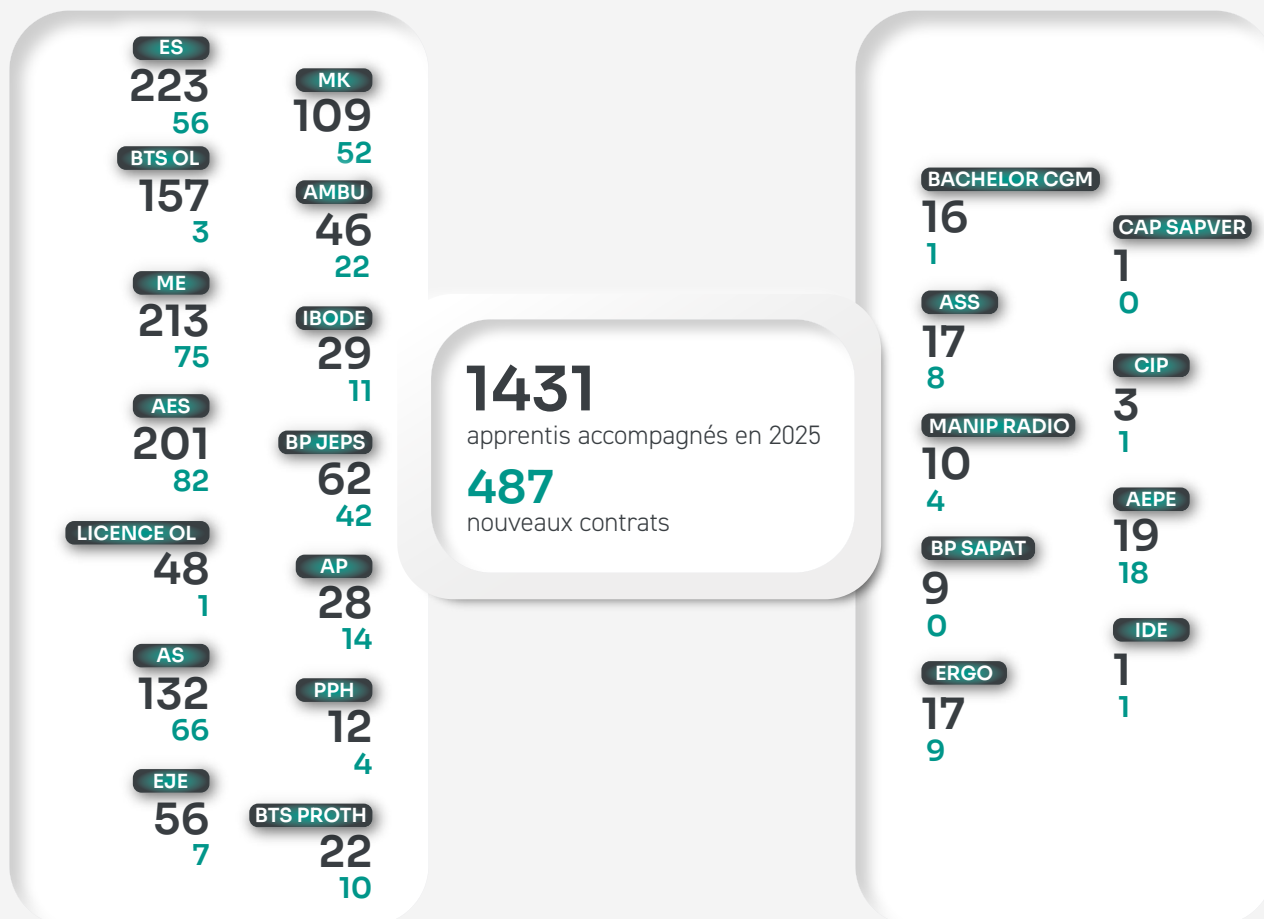 ES
223
56
BTS OL
157
3
ME
213
75
AES
201
82
LICENCE OL
48
1
AS
132
66
EJE
56
7
MK
109
52
AMBU
46
22
IBODE
29
11
BP JEPS
62
42
AP
28
14
PPH
12
4
BTS PROTH
22
10
1431
apprentis accompagnés en 2025
487
nouveaux contrats
BACHELOR CGM
16
1
ASS
17
8
MANIP RADIO
10
4
BP SAPAT
9
0
ERGO
17
9
CAP SAPVER
1
0
CIP
3
1
AEPE
19
18
IDE
1
1